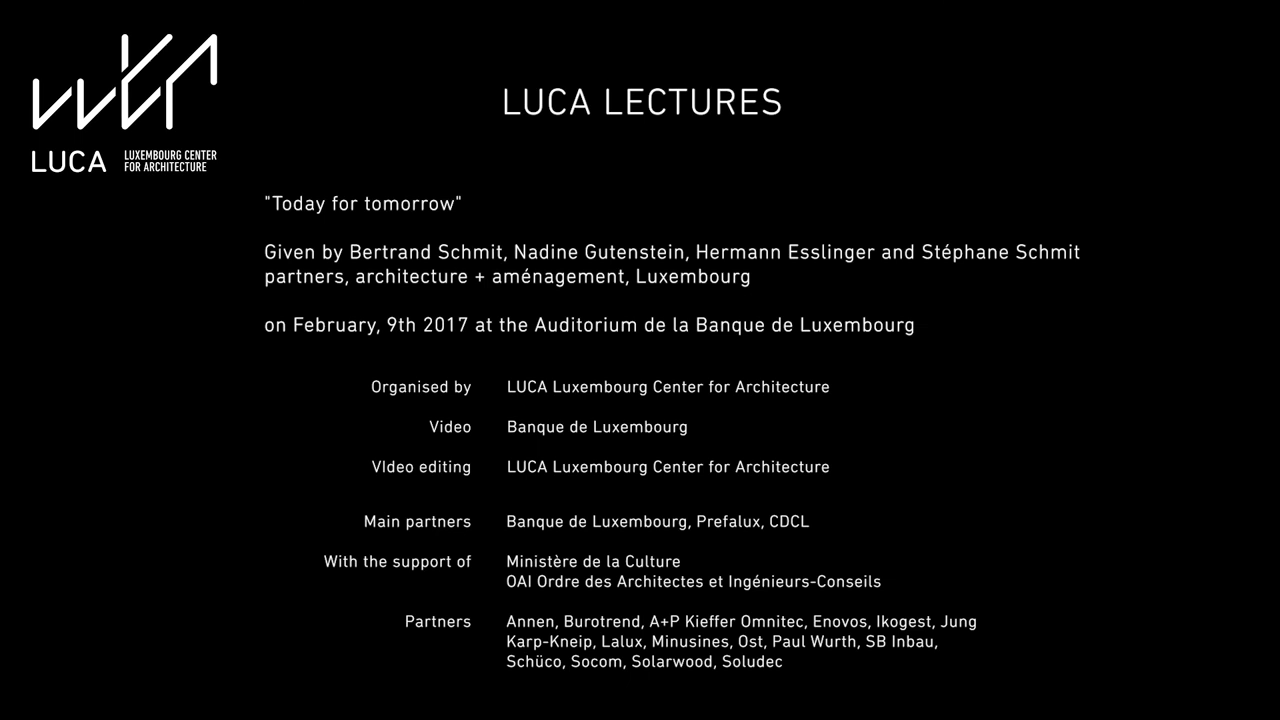 LUCA
LUXEMBOURG CENTER
FOR ARCHITECTURE
LUCA LECTURES
"Today for tomorrow"
Given by Bertrand Schmit, Nadine Gutenstein, Hermann Esslinger and Stéphane Schmit
partners, architecture + aménagement, Luxembourg
on February, 9th 2017 at the Auditorium de la Banque de Luxembourg
Organised by LUCA Luxembourg Center for Architecture
Video Banque de Luxembourg
VIdeo editing LUCA Luxembourg Center for Architecture
Main partners Banque de Luxembourg, Prefalux, CDCL
With the support of Ministère de la Culture
OAI Ordre des Architectes et Ingénieurs-Conseils
Partners Annen, Burotrend, A+P Kieffer Omnitec, Enovos, Ikogest, Jung
Karp-Kneip, Lalux, Minusines, Ost, Paul Wurth, SB Inbau,
Schüco, Socom, Solarwood, Soludec